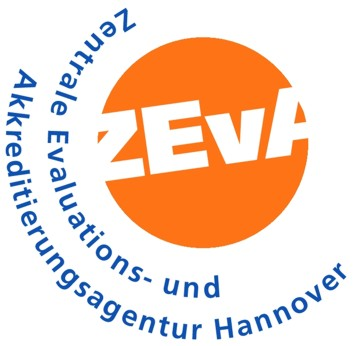 ZEvA
Zentrale Evaluations- und
Akkreditierungsagentur Hannover